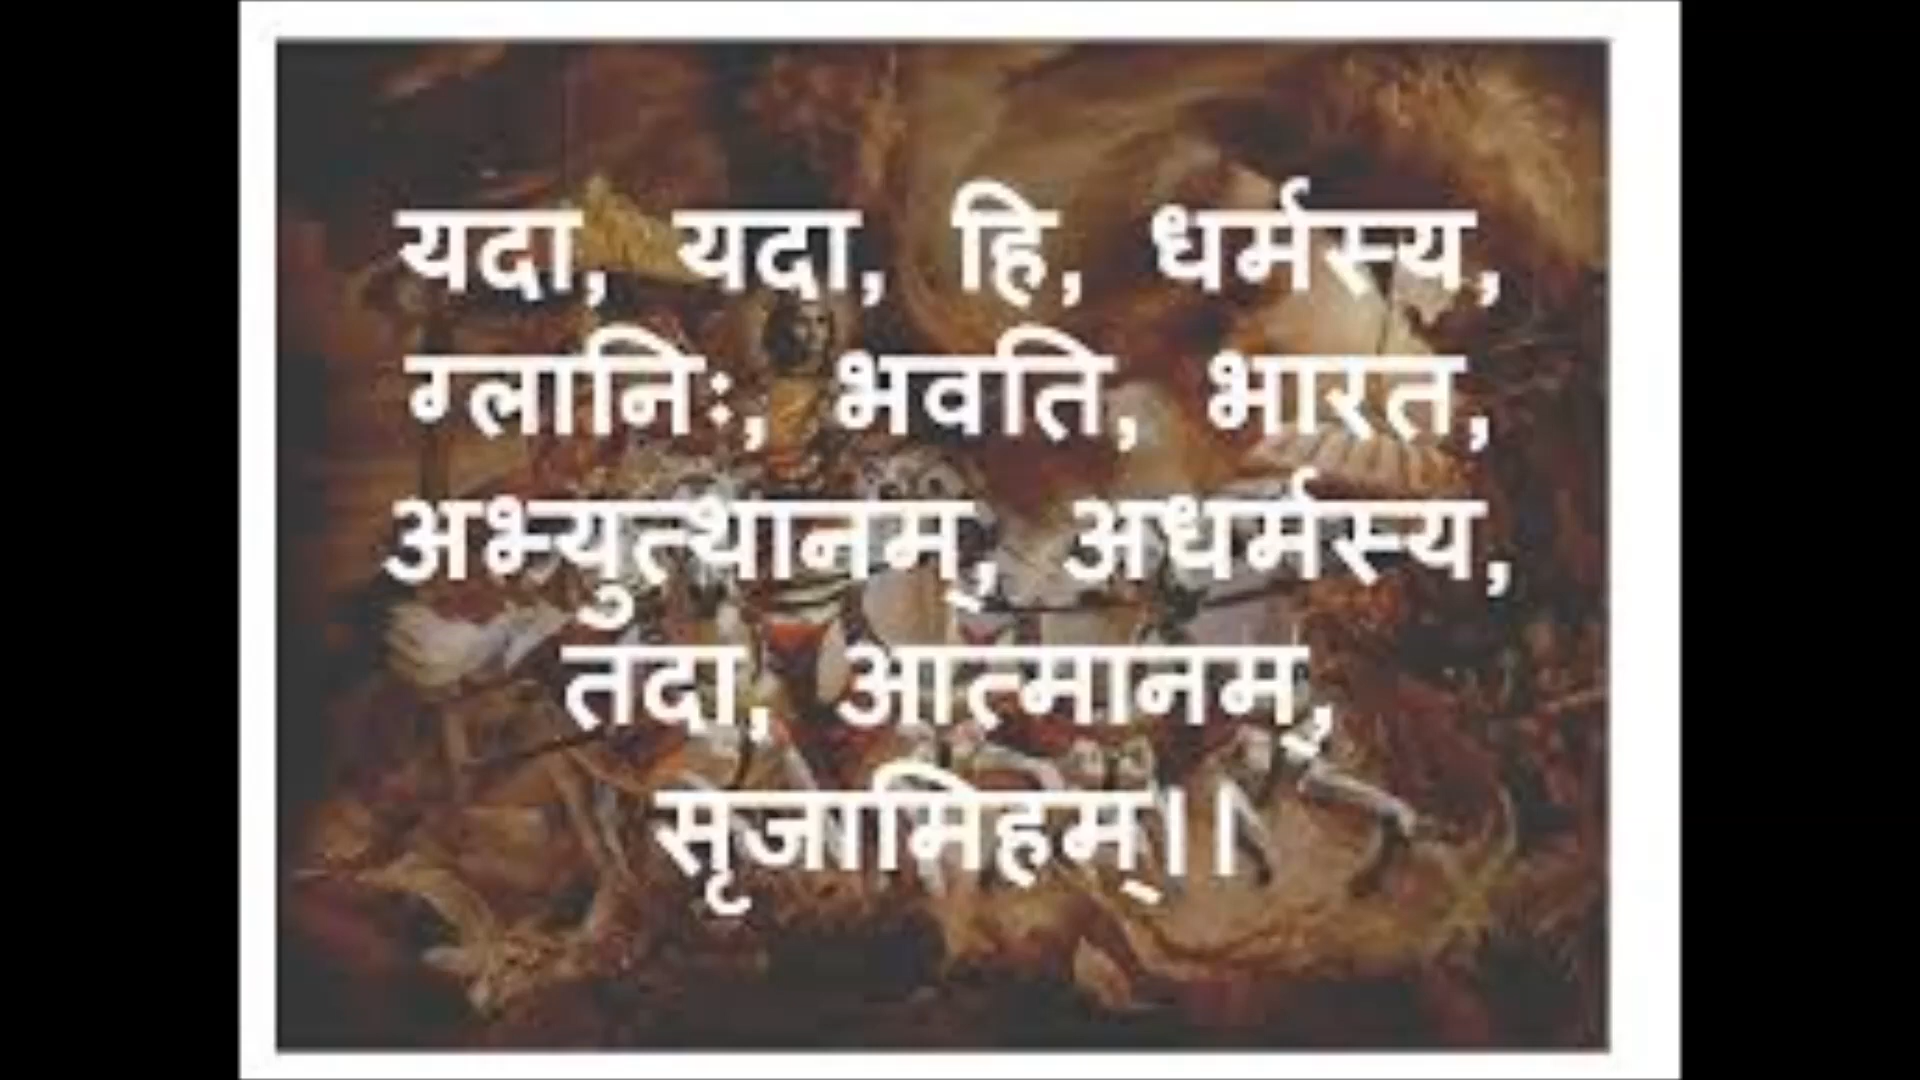 यदा, यदा, हि, धर्मस्य,
ग्लानिः, भवति, भारत,
अभ्युत्थानम्, अधर्मस्य,
तदा, आत्मानम्,
सृजामिहम्।।